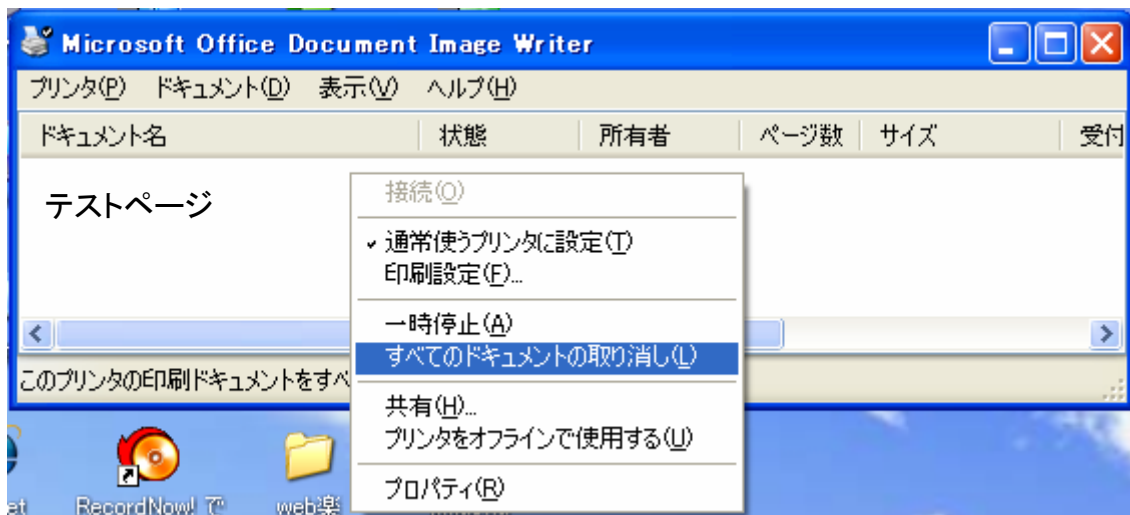 Microsoft Office Document Image Writer
プリンタ(P) ドキュメント(D) 表示(V) ヘルプ(H)
ドキュメント名 状態 所有者 ページ数 サイズ 受付
テストページ
接続(O)
通常使うプリンタに設定(T)
印刷設定(F)...
一時停止(A)
すべてのドキュメントの取り消し(L)
このプリンタの印刷ドキュメントをすべ
共有(H)...
プリンタをオフラインで使用する(U)
プロパティ(R)
et RecordNow! で web楽